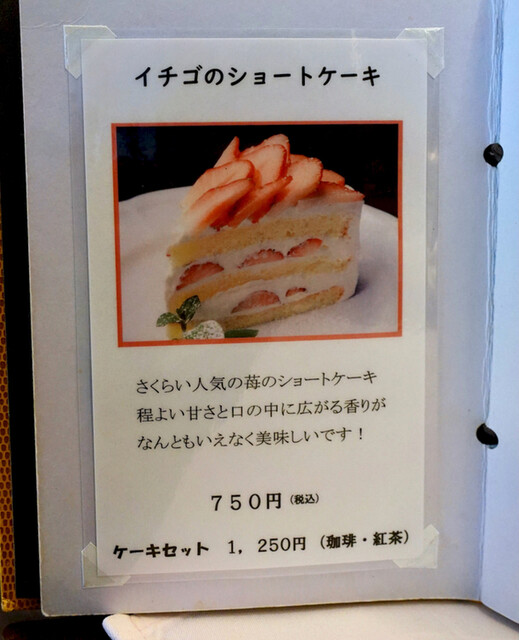 イチゴのショートケーキ
さくらい人気の苺のショートケーキ
程よい甘さと口の中に広がる香りが
なんともいえなく美味しいです！
７５０円（税込）
ケーキセット　１，２５０円　（珈琲・紅茶）